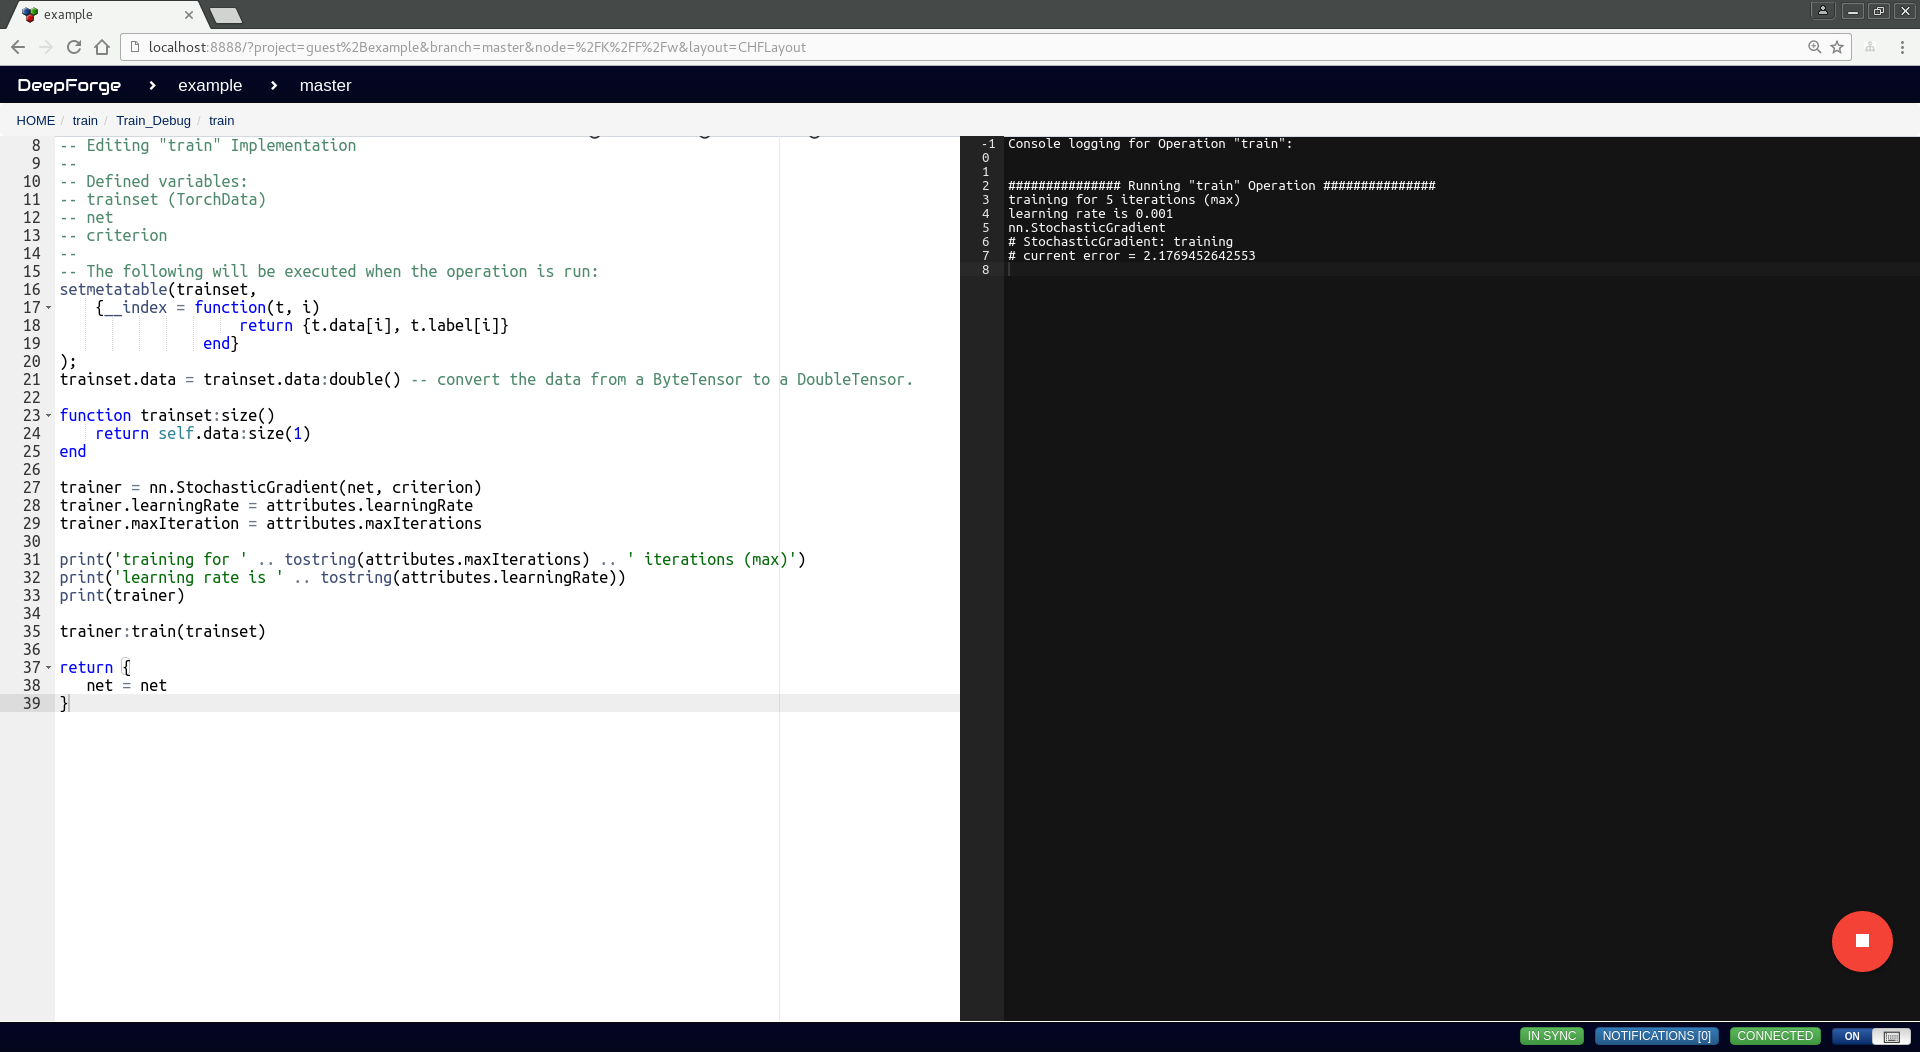 example
localhost:8888/?project=guest%2Bexample&branch=master&node=%2FK%2FF%2Fw&layout=CHFLayout
DeepForge > example > master
HOME / train / Train_Debug / train
8 -- Editing "train" Implementation
9 --
10 -- Defined variables:
11 -- trainset (TorchData)
12 -- net
13 -- criterion
14 --
15 -- The following will be executed when the operation is run:
16 setmetatable(trainset,
17 {__index = function(t, i)
18 return {t.data[i], t.label[i]}
19 end}
20 );
21 trainset.data = trainset.data:double() -- convert the data from a ByteTensor to a DoubleTensor.
22
23 function trainset:size()
24 return self.data:size(1)
25 end
26
27 trainer = nn.StochasticGradient(net, criterion)
28 trainer.learningRate = attributes.learningRate
29 trainer.maxIteration = attributes.maxIterations
30
31 print('training for ' .. tostring(attributes.maxIterations) .. ' iterations (max)')
32 print('learning rate is ' .. tostring(attributes.learningRate))
33 print(trainer)
34
35 trainer:train(trainset)
36
37 return {
38 net = net
39 }
-1 Console logging for Operation "train":
0
1
2 ############### Running "train" Operation ###############
3 training for 5 iterations (max)
4 learning rate is 0.001
5 nn.StochasticGradient
6 # StochasticGradient: training
7 # current error = 2.1769452642553
8
IN SYNC NOTIFICATIONS [0] CONNECTED ON